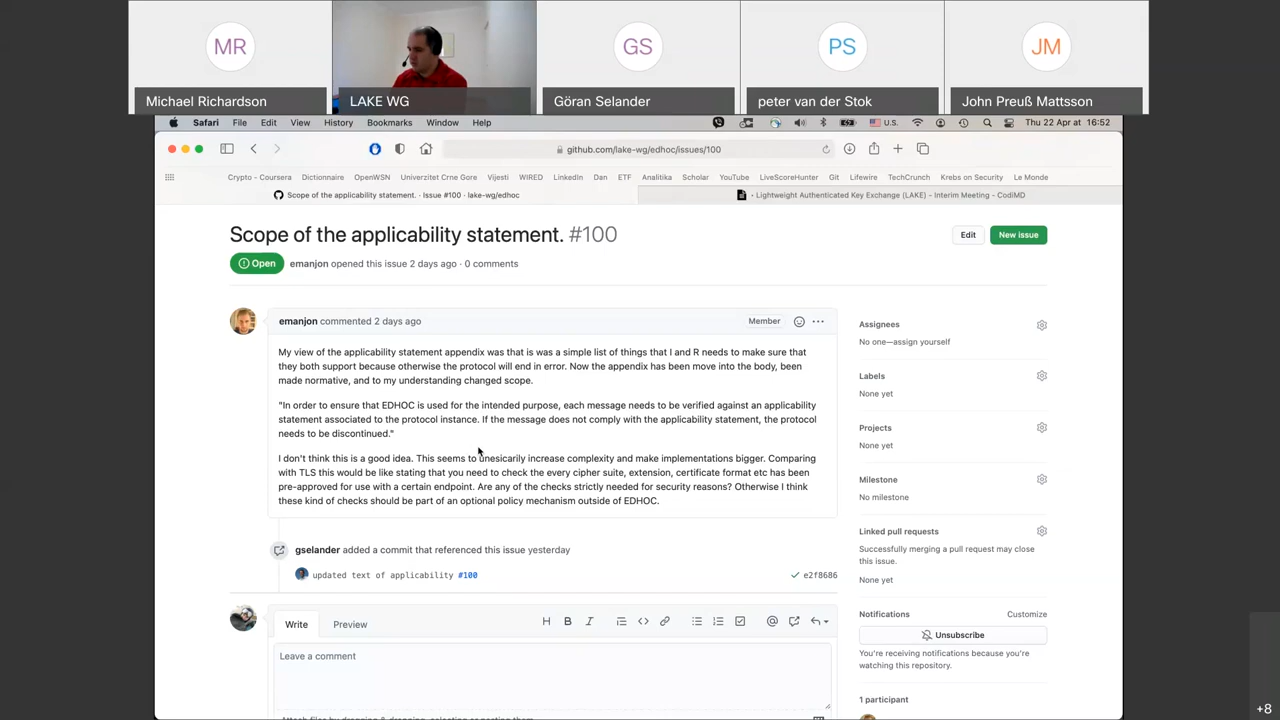 MR
GS
PS
JM
Michael Richardson
LAKE WG
Göran Selander
peter van der Stok
John Preuß Mattsson
Safari File Edit View History Bookmarks Window Help
U.S.
Thu 22 Apr at 16:52
github.com/lake-wg/edhoc/issues/100
Crypto - Coursera Dictionnaire OpenWSN Univerzitet Crne Gore Vijesti WIRED LinkedIn Dan ETF Analitika Scholar YouTube LiveScoreHunter Git Lifewire TechCrunch Krebs on Security Le Monde
Scope of the applicability statement. · Issue #100 · lake-wg/edhoc
· Lightweight Authenticated Key Exchange (LAKE) - Interim Meeting - CodiMD
Scope of the applicability statement. #100
Edit
New issue
Open
emanjon opened this issue 2 days ago · 0 comments
emanjon commented 2 days ago
Member
My view of the applicability statement appendix was that is was a simple list of things that I and R needs to make sure that
they both support because otherwise the protocol will end in error. Now the appendix has been move into the body, been
made normative, and to my understanding changed scope.
"In order to ensure that EDHOC is used for the intended purpose, each message needs to be verified against an applicability
statement associated to the protocol instance. If the message does not comply with the applicability statement, the protocol
needs to be discontinued."
I don't think this is a good idea. This seems to unesicarily increase complexity and make implementations bigger. Comparing
with TLS this would be like stating that you need to check the every cipher suite, extension, certificate format etc has been
pre-approved for use with a certain endpoint. Are any of the checks strictly needed for security reasons? Otherwise I think
these kind of checks should be part of an optional policy mechanism outside of EDHOC.
gselander added a commit that referenced this issue yesterday
updated text of applicability #100
e2f8686
Write
Preview
Leave a comment
Assignees
No one—assign yourself
Labels
None yet
Projects
None yet
Milestone
No milestone
Linked pull requests
Successfully merging a pull request may close
this issue.
None yet
Notifications
Customize
Unsubscribe
You're receiving notifications because you're
watching this repository.
1 participant
+8